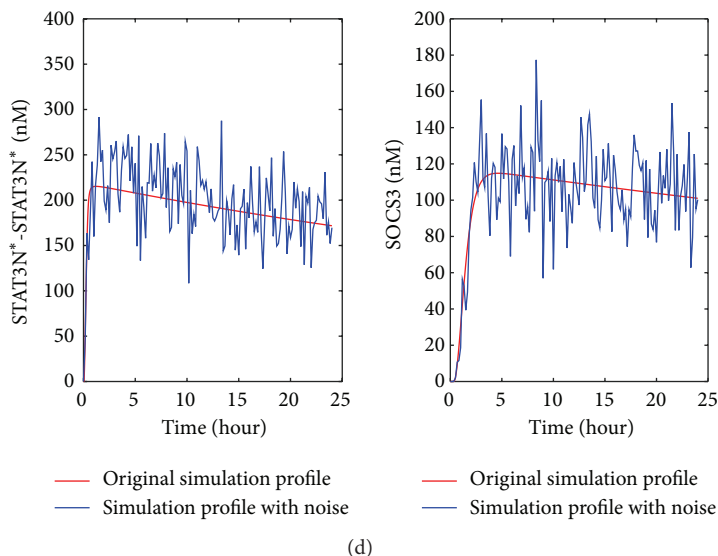 400
350
300
250
200
150
100
50
0
STAT3N*-STAT3N* (nM)
0 5 10 15 20 25
Time (hour)
Original simulation profile
Simulation profile with noise
200
180
160
140
120
100
80
60
40
20
0
SOCS3 (nM)
0 5 10 15 20 25
Time (hour)
Original simulation profile
Simulation profile with noise
(d)